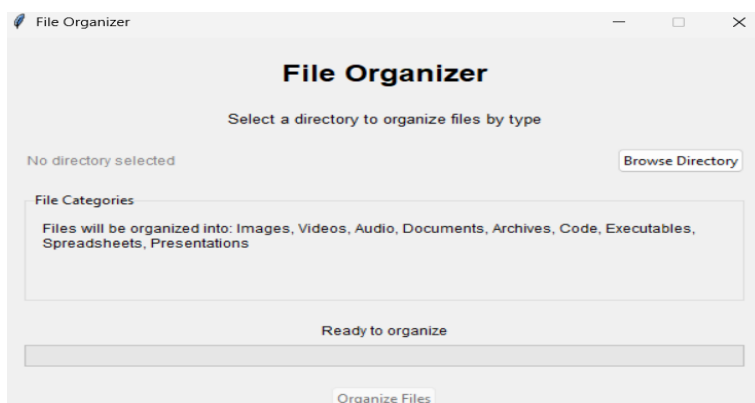 File Organizer
File Organizer
Select a directory to organize files by type
No directory selected
Browse Directory
File Categories
Files will be organized into: Images, Videos, Audio, Documents, Archives, Code, Executables,
Spreadsheets, Presentations
Ready to organize
Organize Files